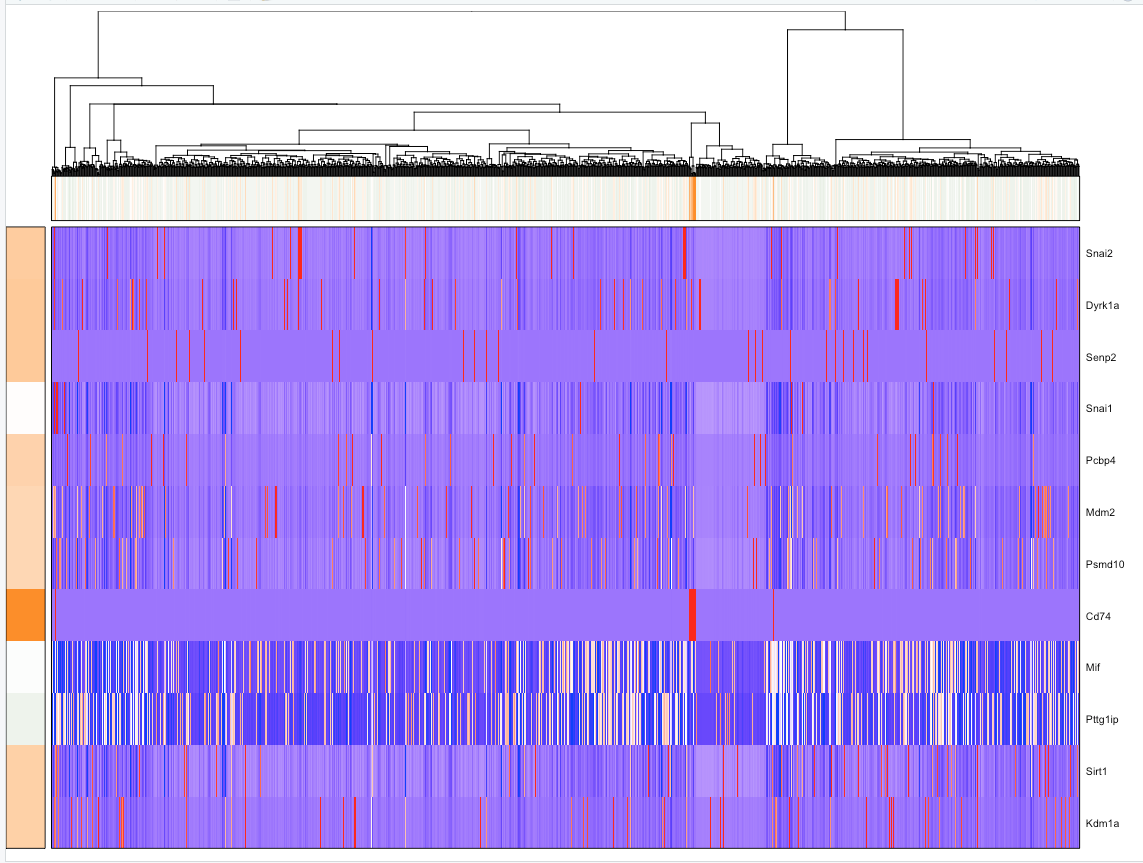 Snai2
Dyrk1a
Senp2
Snai1
Pcbp4
Mdm2
Psmd10
Cd74
Mif
Pttg1ip
Sirt1
Kdm1a